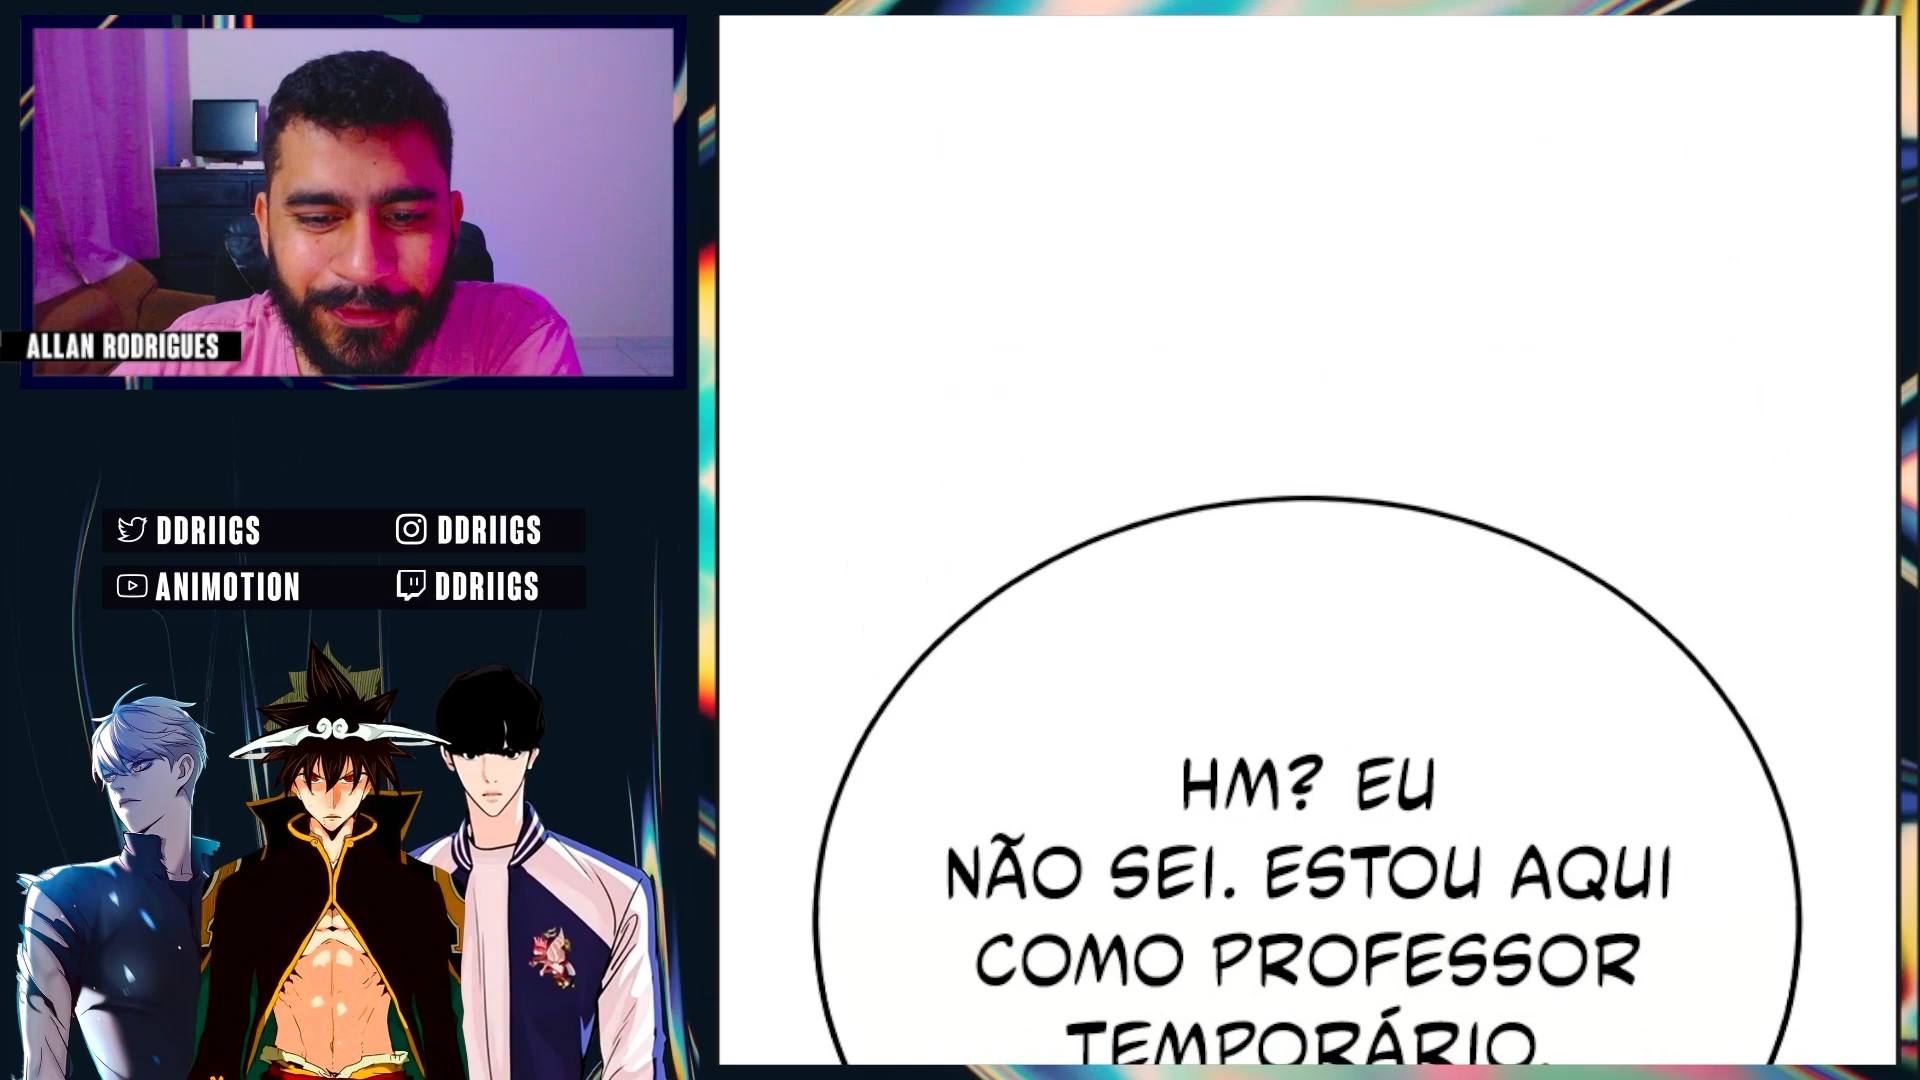 ALLAN RODRIGUES
DDRIIGS
DDRIIGS
ANIMOTION
DDRIIGS
HM? EU
NÃO SEI. ESTOU AQUI
COMO PROFESSOR
TEMPORÁRIO.